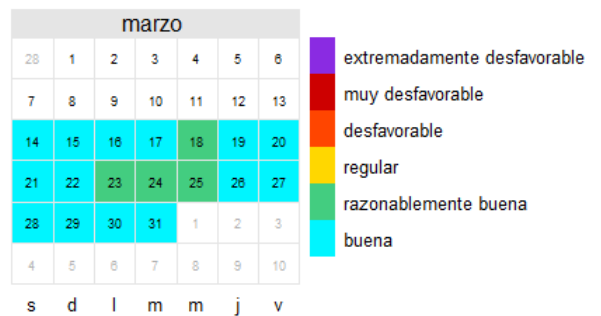 marzo
28 1 2 3 4 5 6
7 8 9 10 11 12 13
14 15 16 17 18 19 20
21 22 23 24 25 26 27
28 29 30 31 1 2 3
4 5 6 7 8 9 10
s d l m m j v
extremadamente desfavorable
muy desfavorable
desfavorable
regular
razonablemente buena
buena